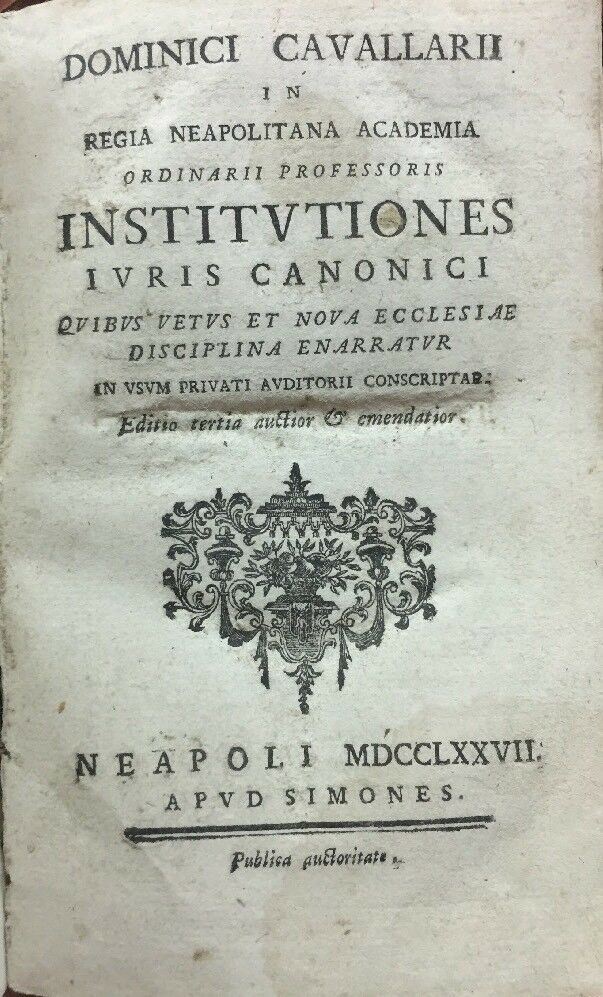 DOMINICI CAVALLARII
IN
REGIA NEAPOLITANA ACADEMIA
ORDINARII PROFESSORIS
INSTITVTIONES
IVRIS CANONICI
QVIBVS VETVS ET NOVA ECCLESIAE
DISCIPLINA ENARRATVR
IN VSVM PRIVATI AVDITORII CONSCRIPTAE.
Editio tertia auctior & emendatior.
NEAPOLI MDCCLXXVII.
APVD SIMONES.
Publica auctoritate.